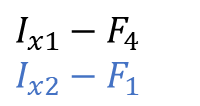 I_{x1} − F_4
I_{x2} − F_1